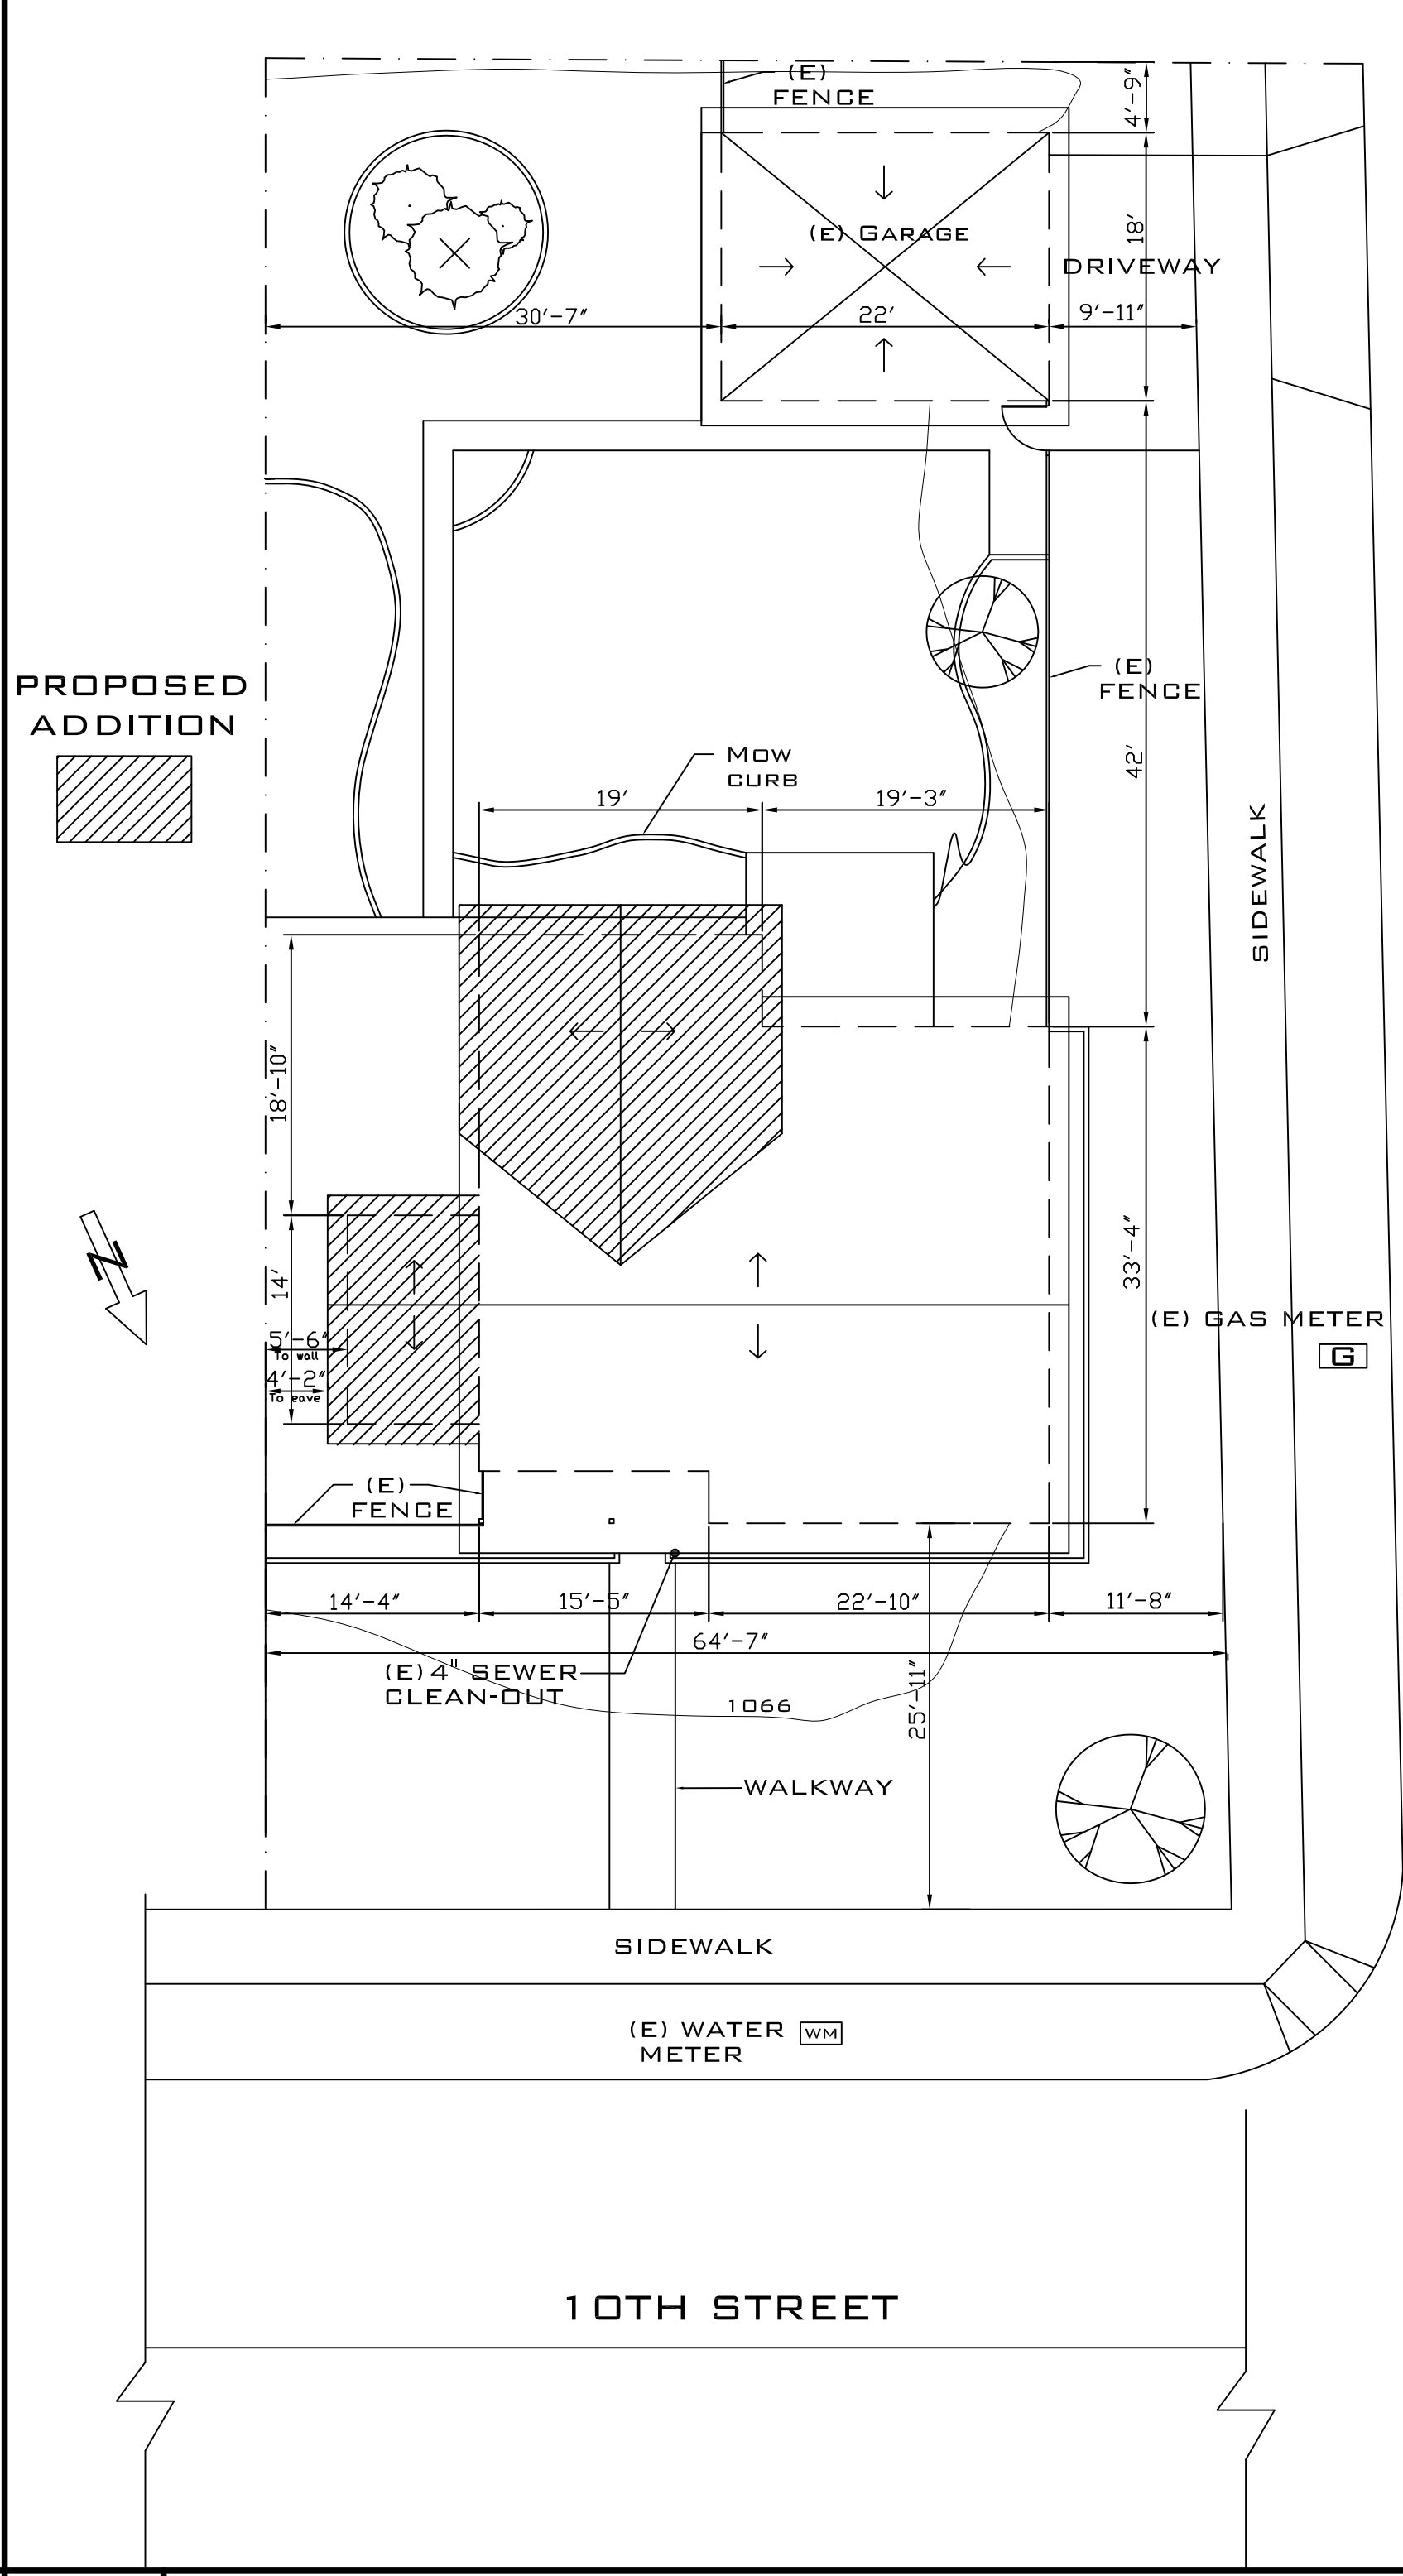 (E)
FENCE
4'-9"
(E) GARAGE
18'
DRIVEWAY
30'-7"
22'
9'-11"
PROPOSED
ADDITION
(E)
FENCE
MOW
CURB
42'
19'
19'-3"
SIDEWALK
18'-10"
N
14'
33'-4"
(E) GAS METER
G
5'-6"
To wall
4'-2"
To eave
(E)
FENCE
14'-4"
15'-5"
22'-10"
11'-8"
64'-7"
(E) 4" SEWER
CLEAN-OUT
1066
25'-11"
WALKWAY
SIDEWALK
(E) WATER
METER
WM
10TH STREET